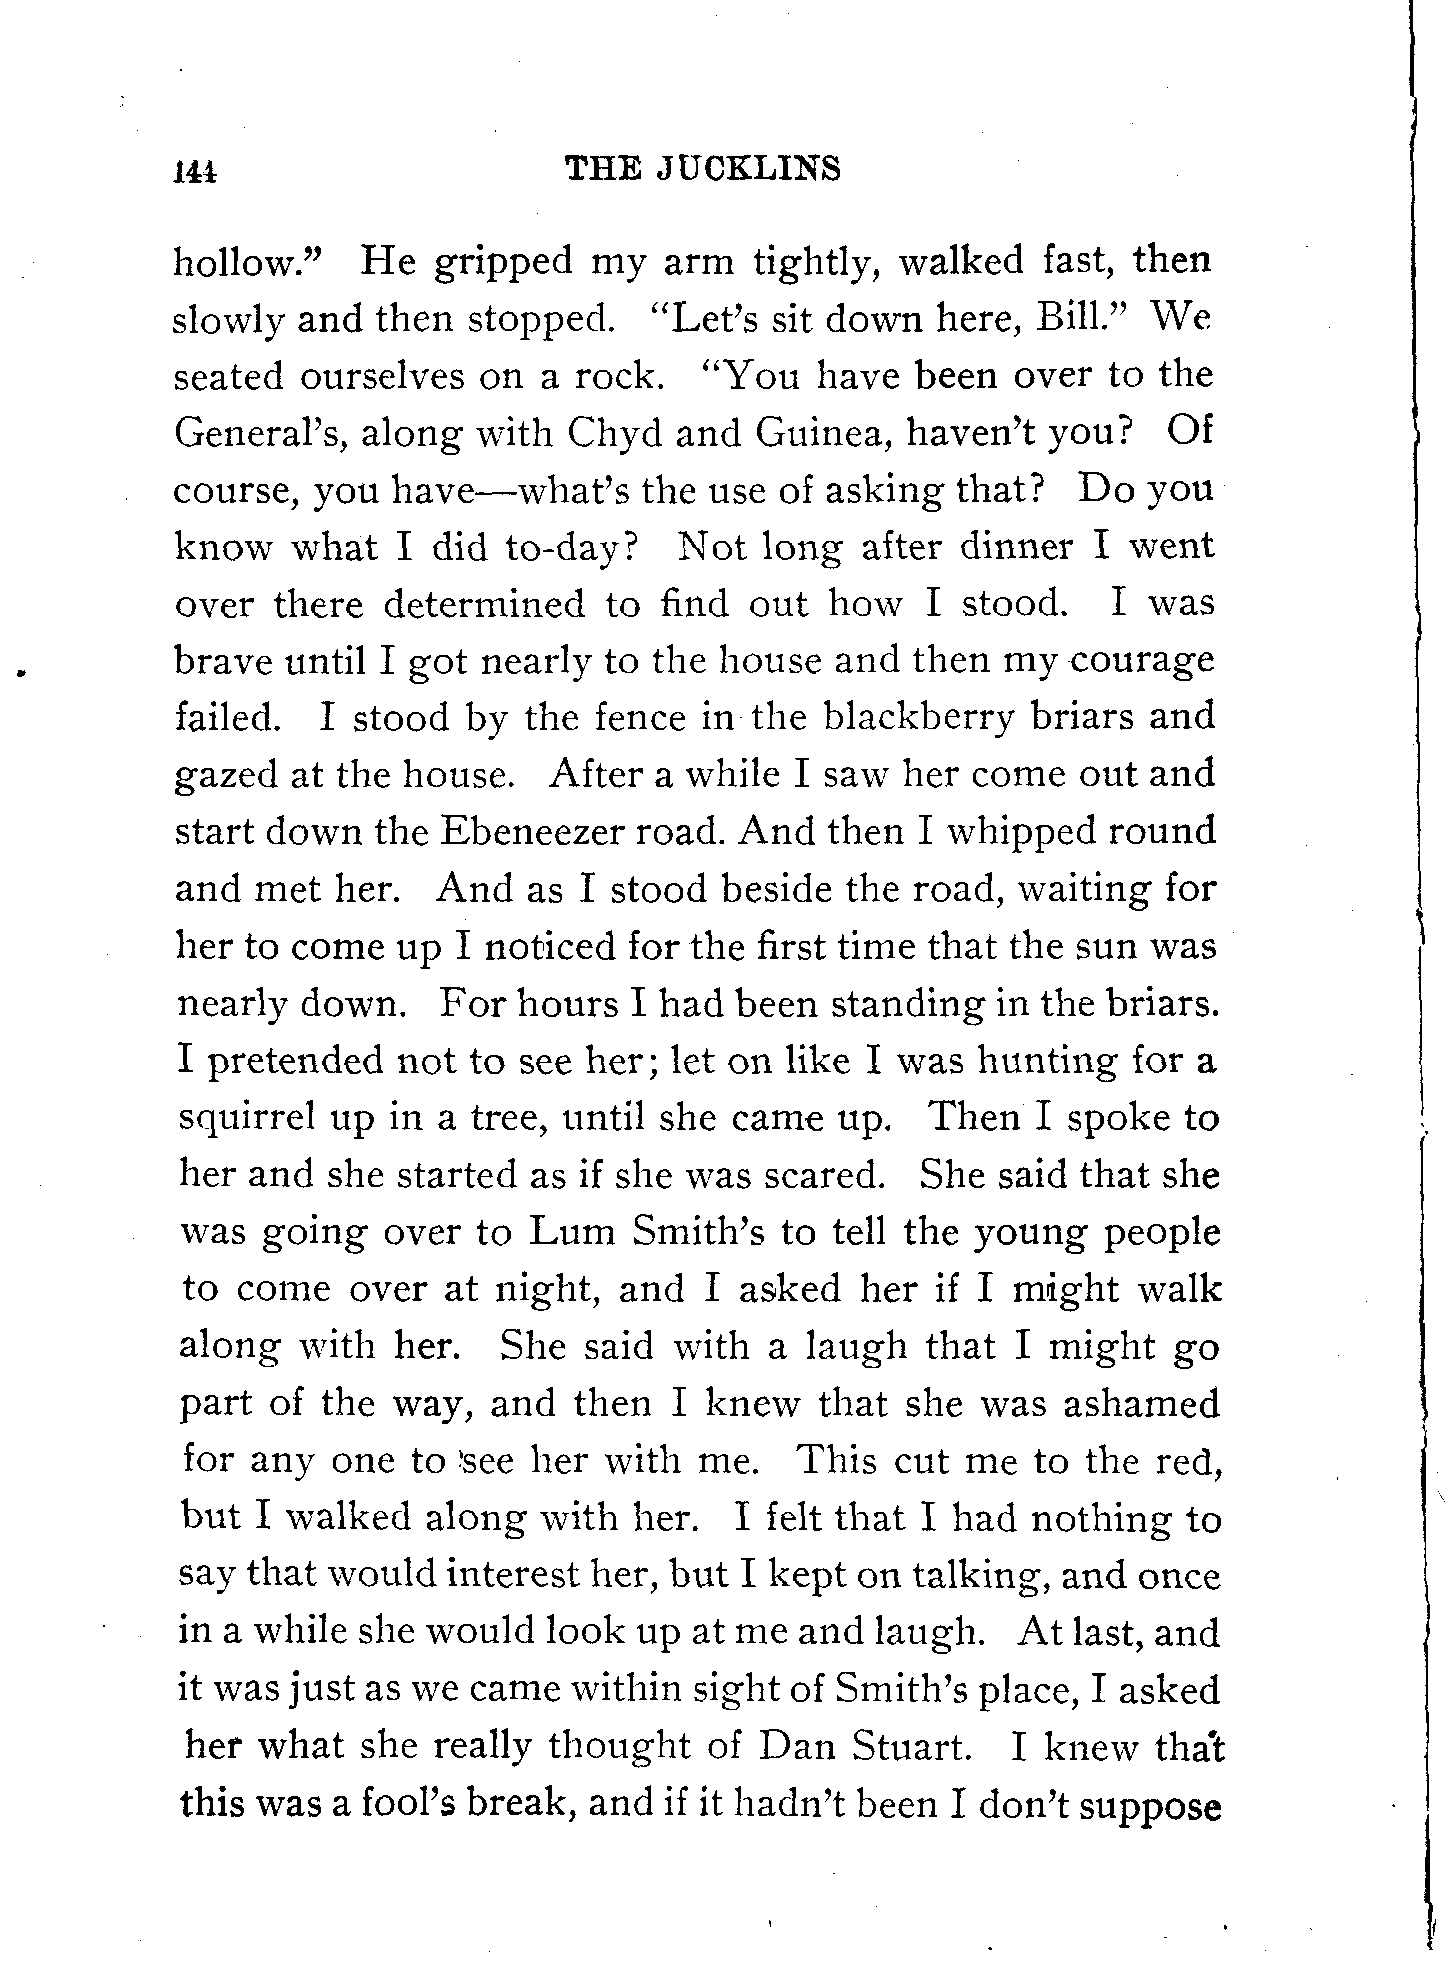 144 THE JUCKLINS
hollow.” He gripped my arm tightly, walked fast, then
slowly and then stopped. “Let’s sit down here, Bill.” We
seated ourselves on a rock. “You have been over to the
General’s, along with Chyd and Guinea, haven’t you? Of
course, you have—what’s the use of asking that? Do you
know what I did to-day? Not long after dinner I went
over there determined to find out how I stood. I was
brave until I got nearly to the house and then my courage
failed. I stood by the fence in the blackberry briars and
gazed at the house. After a while I saw her come out and
start down the Ebeneezer road. And then I whipped round
and met her. And as I stood beside the road, waiting for
her to come up I noticed for the first time that the sun was
nearly down. For hours I had been standing in the briars.
I pretended not to see her; let on like I was hunting for a
squirrel up in a tree, until she came up. Then I spoke to
her and she started as if she was scared. She said that she
was going over to Lum Smith’s to tell the young people
to come over at night, and I asked her if I might walk
along with her. She said with a laugh that I might go
part of the way, and then I knew that she was ashamed
for any one to see her with me. This cut me to the red,
but I walked along with her. I felt that I had nothing to
say that would interest her, but I kept on talking, and once
in a while she would look up at me and laugh. At last, and
it was just as we came within sight of Smith’s place, I asked
her what she really thought of Dan Stuart. I knew that
this was a fool’s break, and if it hadn’t been I don’t suppose